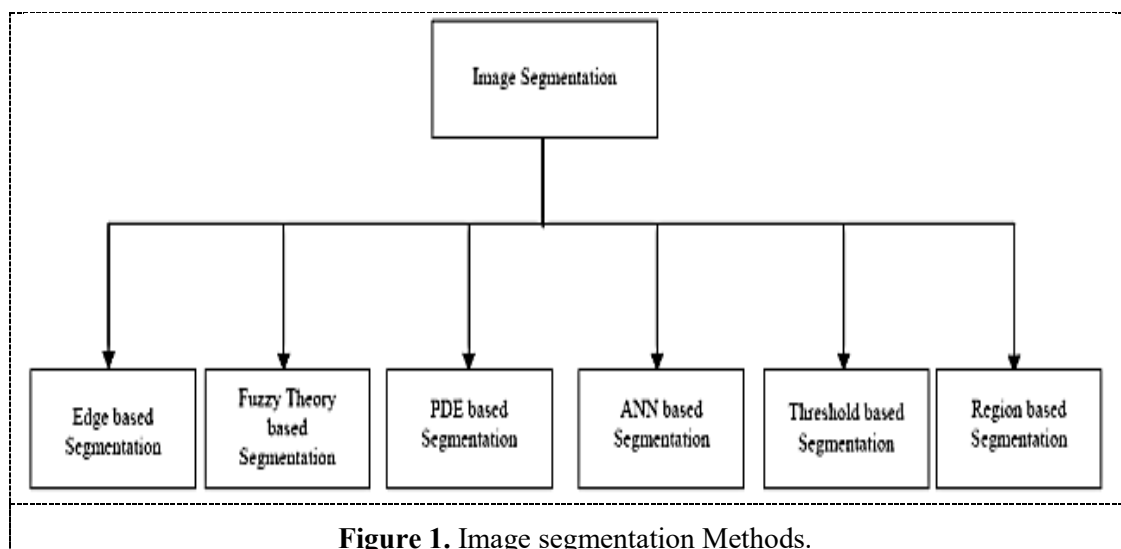 Image Segmentation
Edge based
Segmentation
Fuzzy Theory
based
Segmentation
PDE based
Segmentation
ANN based
Segmentation
Threshold based
Segmentation
Region based
Segmentation
Figure 1. Image segmentation Methods.